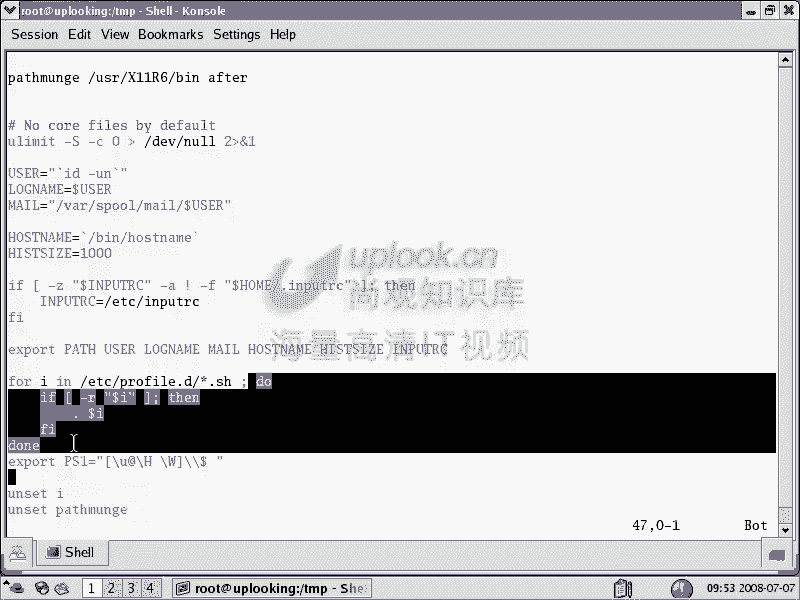 root@uplooking:/tmp - Shell - Konsole
Session Edit View Bookmarks Settings Help
pathmunge /usr/X11R6/bin after
# No core files by default
ulimit -S -c 0 > /dev/null 2>&1
USER="`id -un`"
LOGNAME=$USER
MAIL="/var/spool/mail/$USER"
HOSTNAME=`/bin/hostname`
HISTSIZE=1000
if [ -z "$INPUTRC" -a ! -f "$HOME/.inputrc" ]; then
    INPUTRC=/etc/inputrc
fi
export PATH USER LOGNAME MAIL HOSTNAME HISTSIZE INPUTRC
for i in /etc/profile.d/*.sh ; do
    if [ -r "$i" ]; then
        . $i
    fi
done
export PS1="[\u@\H \W]\\$ "
unset i
unset pathmunge
47,0-1 Bot
uplook.cn
尚观知识库
海量高清IT视频
Shell
1 2 3 4 root@uplooking:/tmp - She 09:53 2008-07-07